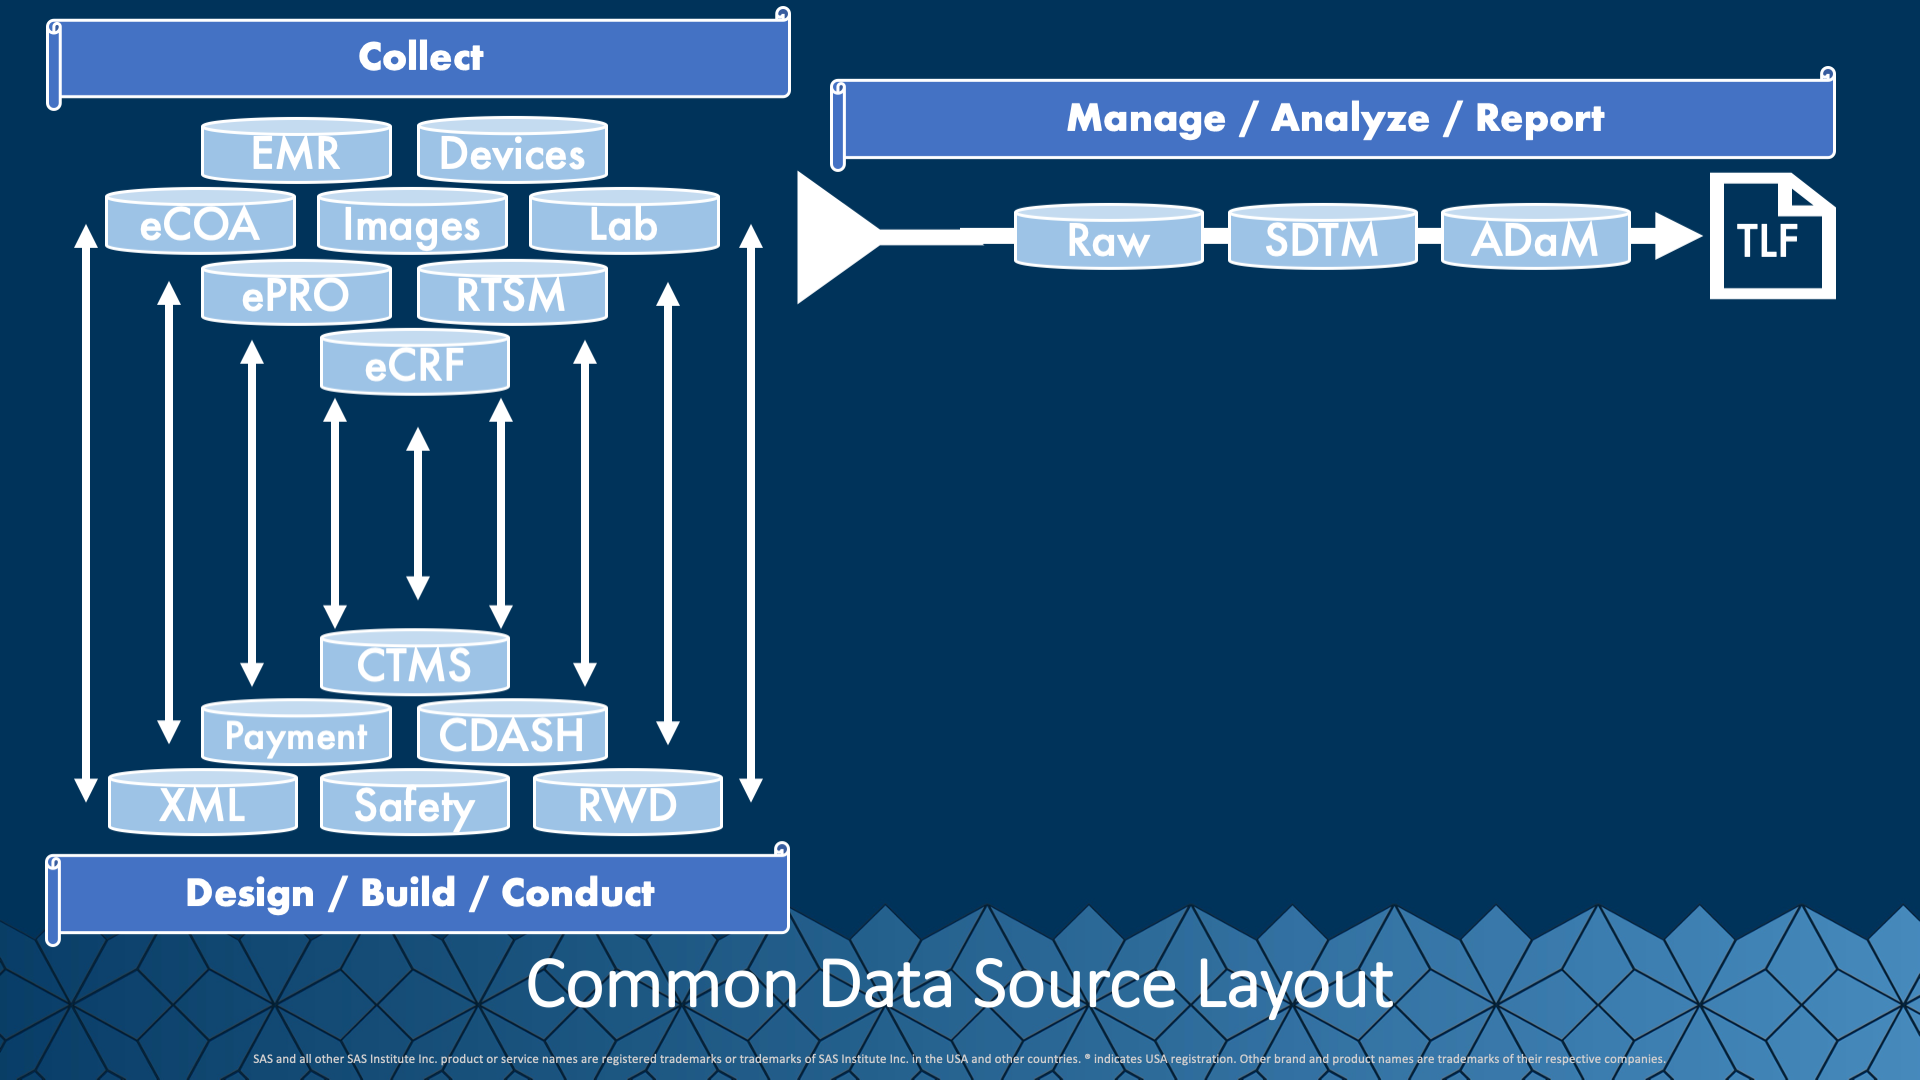 Collect
EMR
Devices
eCOA
Images
Lab
ePRO
RTSM
eCRF
CTMS
Payment
CDASH
XML
Safety
RWD
Design / Build / Conduct
Manage / Analyze / Report
Raw
SDTM
ADaM
TLF
Common Data Source Layout
SAS and all other SAS Institute Inc. product or service names are registered trademarks or trademarks of SAS Institute Inc. in the USA and other countries. ® indicates USA registration. Other brand and product names are trademarks of their respective companies.